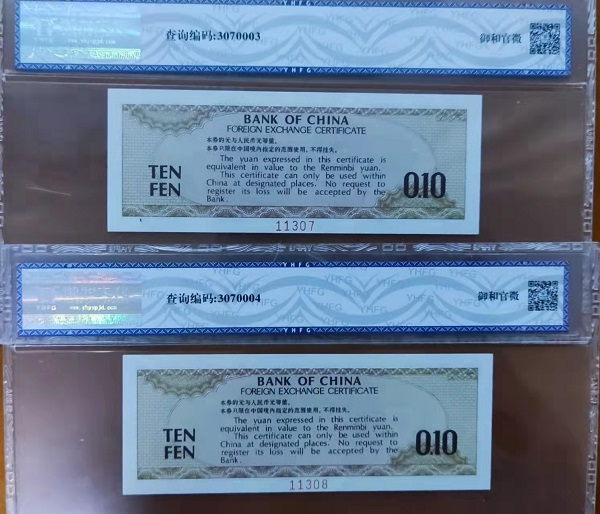 查询编码:3070003
御和官微
YHFG
BANK OF CHINA
FOREIGN EXCHANGE CERTIFICATE
本券的元与人民币元等值。
本券只限在中国境内指定的范围使用,不得挂失。
The yuan expressed in this certificate is
equivalent in value to the Renminbi yuan.
This certificate can only be used within
China at designated places. No request to
register its loss will be accepted by the
Bank.
TEN
FEN
0.10
11307
YHFG
www.yhgspjd.com
查询编码:3070004
御和官微
YHFG
BANK OF CHINA
FOREIGN EXCHANGE CERTIFICATE
本券的元与人民币元等值。
本券只限在中国境内指定的范围使用,不得挂失。
The yuan expressed in this certificate is
equivalent in value to the Renminbi yuan.
This certificate can only be used within
China at designated places. No request to
register its loss will be accepted by the
Bank.
TEN
FEN
0.10
11308